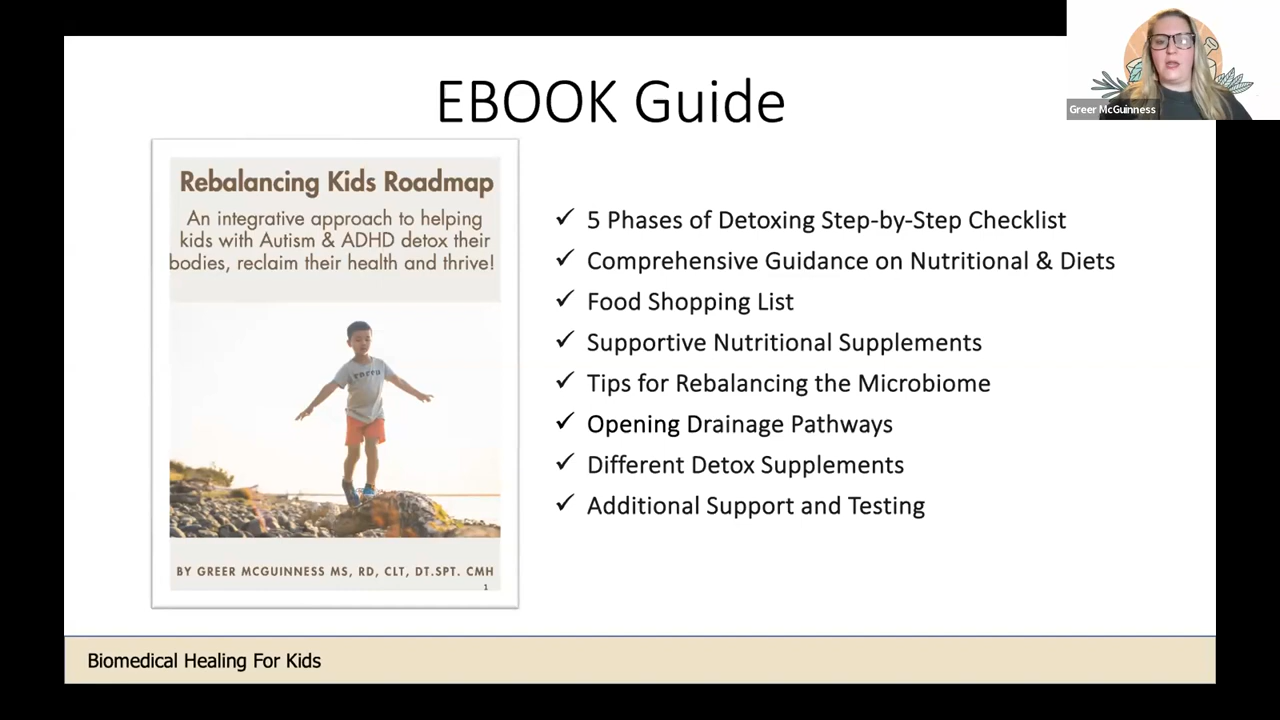 EBOOK Guide
Greer McGuinness
Rebalancing Kids Roadmap
An integrative approach to helping
kids with Autism & ADHD detox their
bodies, reclaim their health and thrive!
BY GREER MCGUINNESS MS, RD, CLT, DT.SPT. CMH
1
✓ 5 Phases of Detoxing Step-by-Step Checklist
✓ Comprehensive Guidance on Nutritional & Diets
✓ Food Shopping List
✓ Supportive Nutritional Supplements
✓ Tips for Rebalancing the Microbiome
✓ Opening Drainage Pathways
✓ Different Detox Supplements
✓ Additional Support and Testing
Biomedical Healing For Kids